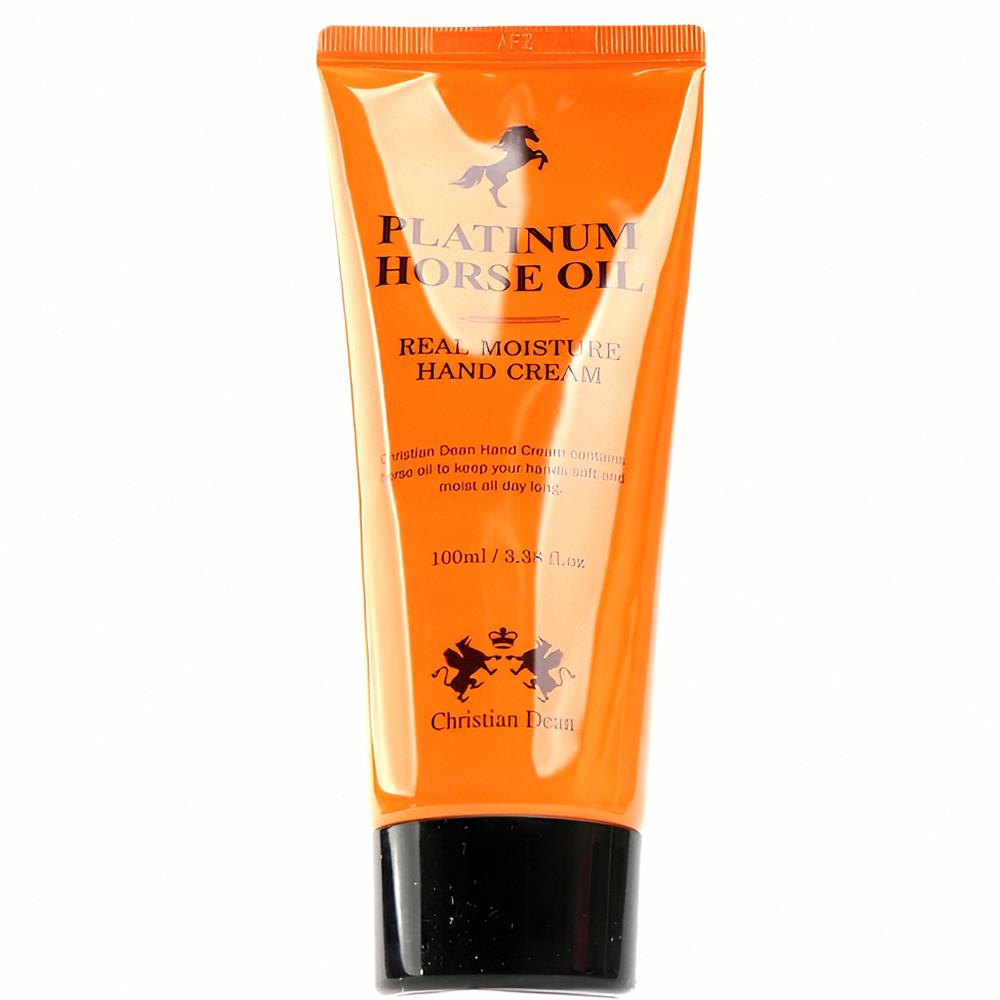 AF2
PLATINUM
HORSE OIL
REAL MOISTURE
HAND CREAM
Christian Dean Hand Cream contains
horse oil to keep your hands soft and
moist all day long.
100ml / 3.38 fl.oz
Christian Dean